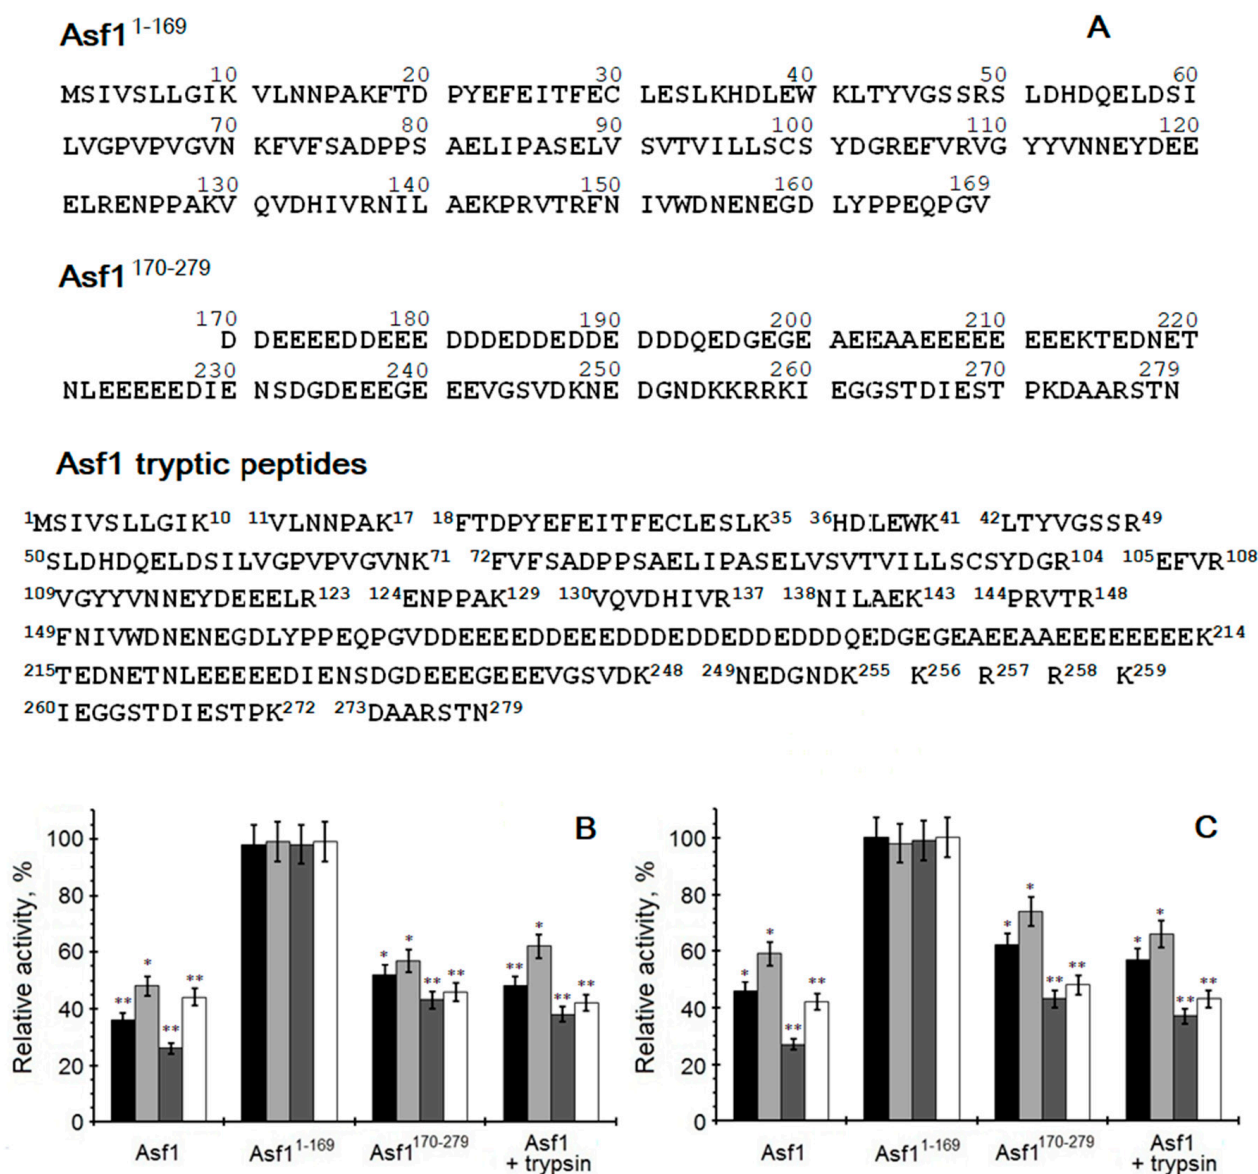 Asf1 1-169
A
10 20 30 40 50 60
MSIVSLLGIK VLNNPAKFTD PYEFEITFEC LESLKHDLEW KLTYVGSSRS LDHDQELDSI
70 80 90 100 110 120
LVGPVPVGVN KFVFSADPPS AELIPASELV SVTVILLSCS YDGREFVRVG YYVNNEYDEE
130 140 150 160 169
ELRENPPAKV QVDHIVRNIL AEKPRVTRFN IVWDNENEGD LYPPEQPGV
Asf1 170-279
170 180 190 200 210 220
D DEEEEDDEEE DDDEDDEDDE DDDQEDGEGE AEEAAEEEEE EEEKTEDNET
230 240 250 260 270 279
NLEEEEEDIE NSDGDEEEGE EEVGSVDKNE DGNDKKRRKI EGGSTDIEST PKDAARSTN
Asf1 tryptic peptides
1MSIVSLLGIK10 11VLNNPAK17 18FTDPYEFEITFECLESLK35 36HDLEWK41 42LTYVGSSR49
50SLDHDQELDSILVGPVPVGVNK71 72FVFSADPPSAELIPASELVSVTVILLSCSYDGR104 105EFVR108
109VGYYVNNEYDEEELR123 124ENPPAK129 130VQVDHIVR137 138NILAEK143 144PRVTR148
149FNIVWDNENEGDLYPPEQPGVDDEEEEDDEEEDDDEDDEDDEDDDQEDGEGEAEEAAEEEEEEEEK214
215TEDNETNLEEEEEDIENSDGDEEEGEEEVGSVDK248 249NEDGNDK255 K256 R257 R258 K259
260IEGGSTDIESTPK272 273DAARSTN279
B
Relative activity, %
100
80
60
40
20
0
** * ** **
* * ** **
** * ** **
Asf1 Asf1 1-169 Asf1 170-279 Asf1 + trypsin
C
Relative activity, %
100
80
60
40
20
0
* * ** **
* * ** **
* * ** **
Asf1 Asf1 1-169 Asf1 170-279 Asf1 + trypsin